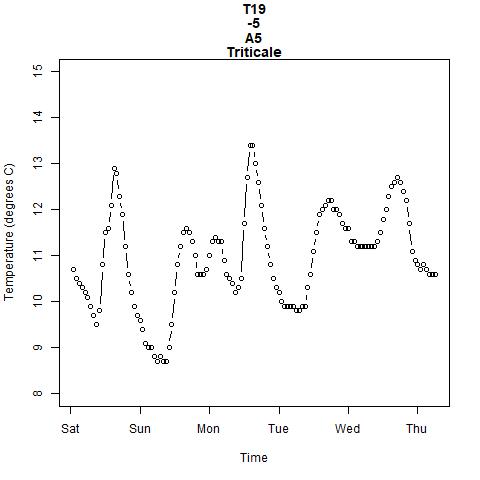 T19
-5
A5
Triticale
Temperature (degrees C)
15
14
13
12
11
10
9
8
Sat Sun Mon Tue Wed Thu
Time